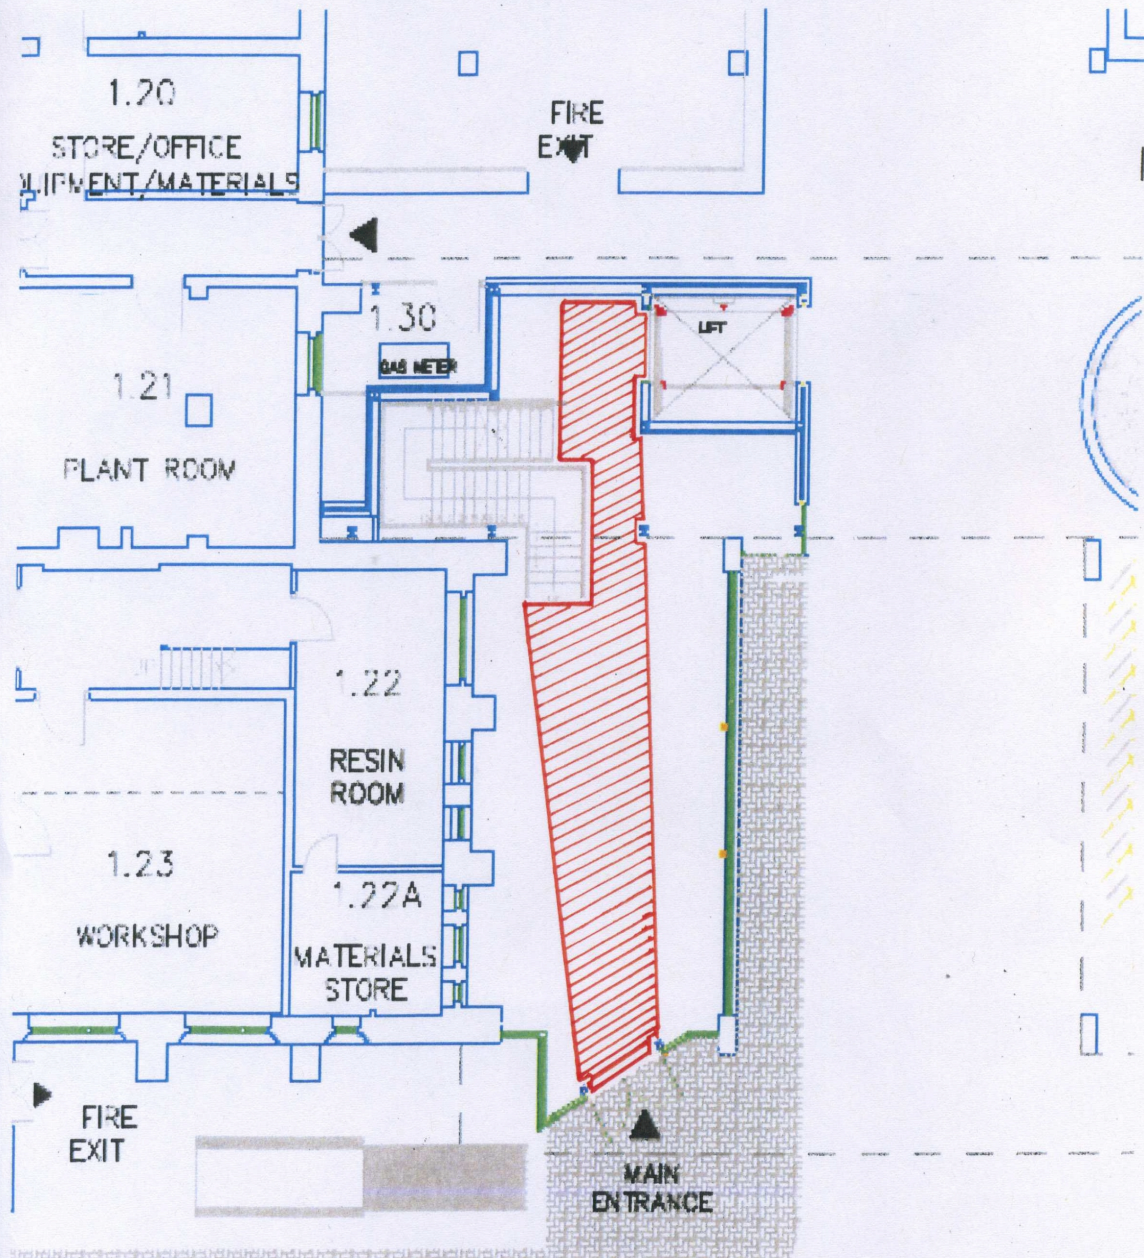 1.20
STORE/OFFICE
UIPMENT/MATERIALS
FIRE
EXIT
1.30
GAS METER
LIFT
1.21
PLANT ROOM
1.22
RESIN
ROOM
1.23
WORKSHOP
1.22A
MATERIALS
STORE
FIRE
EXIT
MAIN
ENTRANCE